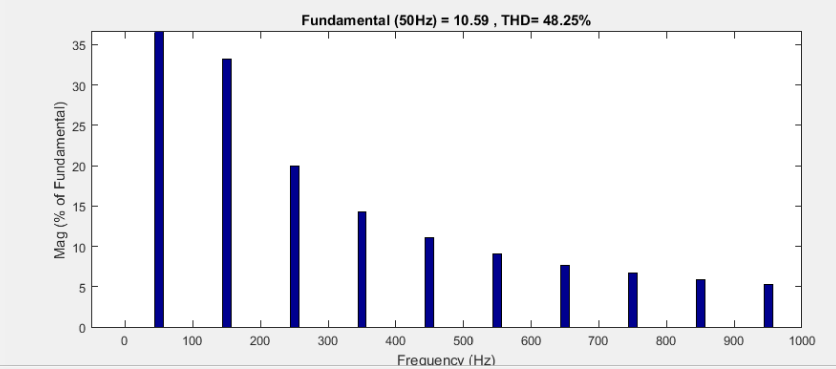 Fundamental (50Hz) = 10.59 , THD= 48.25%
Mag (% of Fundamental)
35
30
25
20
15
10
5
0
0 100 200 300 400 500 600 700 800 900 1000
Frequency (Hz)